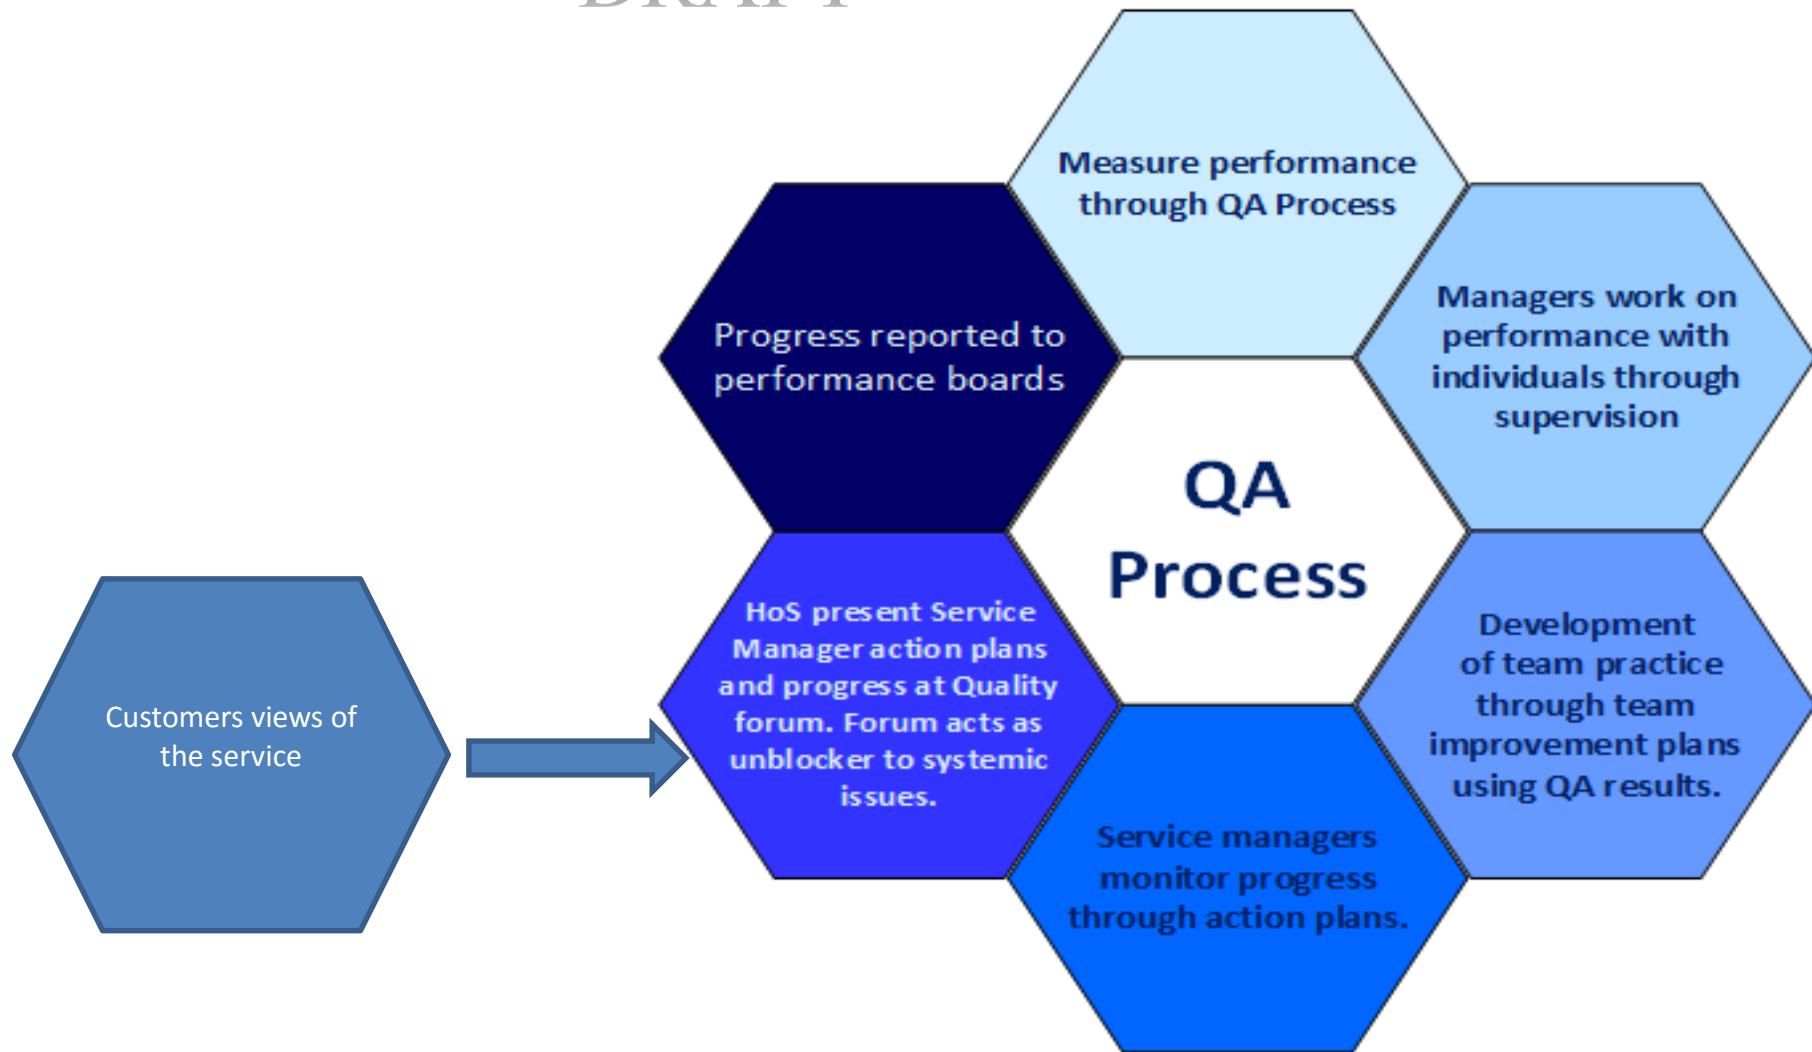 DRAFT
Measure performance
through QA Process
Managers work on
performance with
individuals through
supervision
Progress reported to
performance boards
QA
Process
Development
of team practice
through team
improvement plans
using QA results.
HoS present Service
Manager action plans
and progress at Quality
forum. Forum acts as
unblocker to systemic
issues.
Customers views of
the service
Service managers
monitor progress
through action plans.